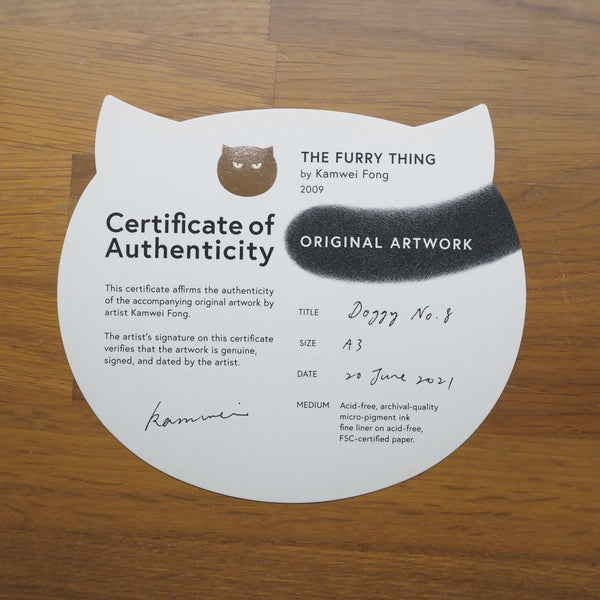 THE FURRY THING
by Kamwei Fong
2009
Certificate of
Authenticity
ORIGINAL ARTWORK
This certificate affirms the authenticity
of the accompanying original artwork by
artist Kamwei Fong.
The artist's signature on this certificate
verifies that the artwork is genuine,
signed, and dated by the artist.
kamwei
TITLE Doggy No. 8
SIZE A3
DATE 20 June 2021
MEDIUM Acid-free, archival-quality
micro-pigment ink
fine liner on acid-free,
FSC-certified paper.